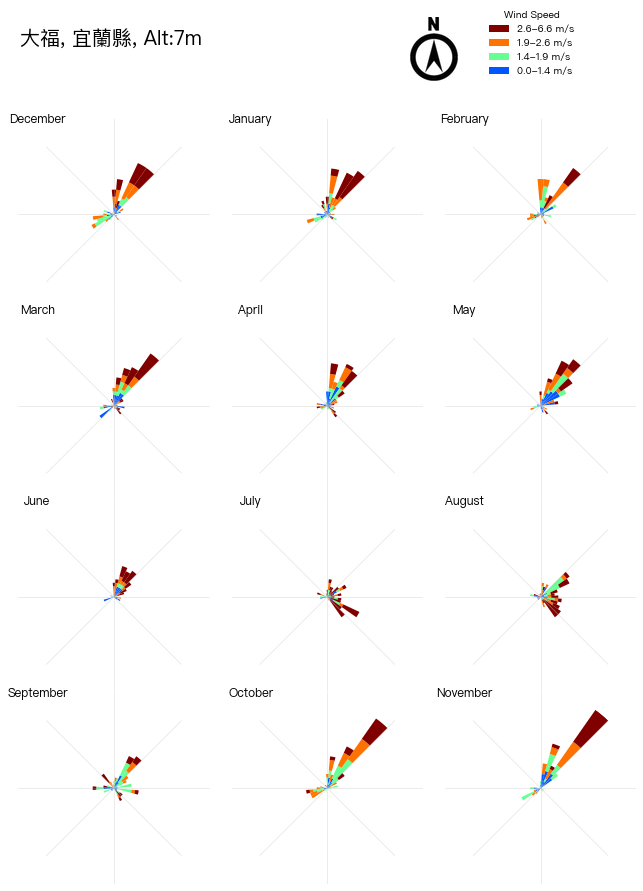 大福, 宜蘭縣, Alt:7m
N
Wind Speed
2.6–6.6 m/s
1.9–2.6 m/s
1.4–1.9 m/s
0.0–1.4 m/s
December
January
February
March
April
May
June
July
August
September
October
November